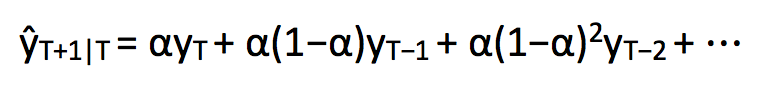 ŷT+1|T = αyT + α(1−α)yT−1 + α(1−α)²yT−2 + ⋯